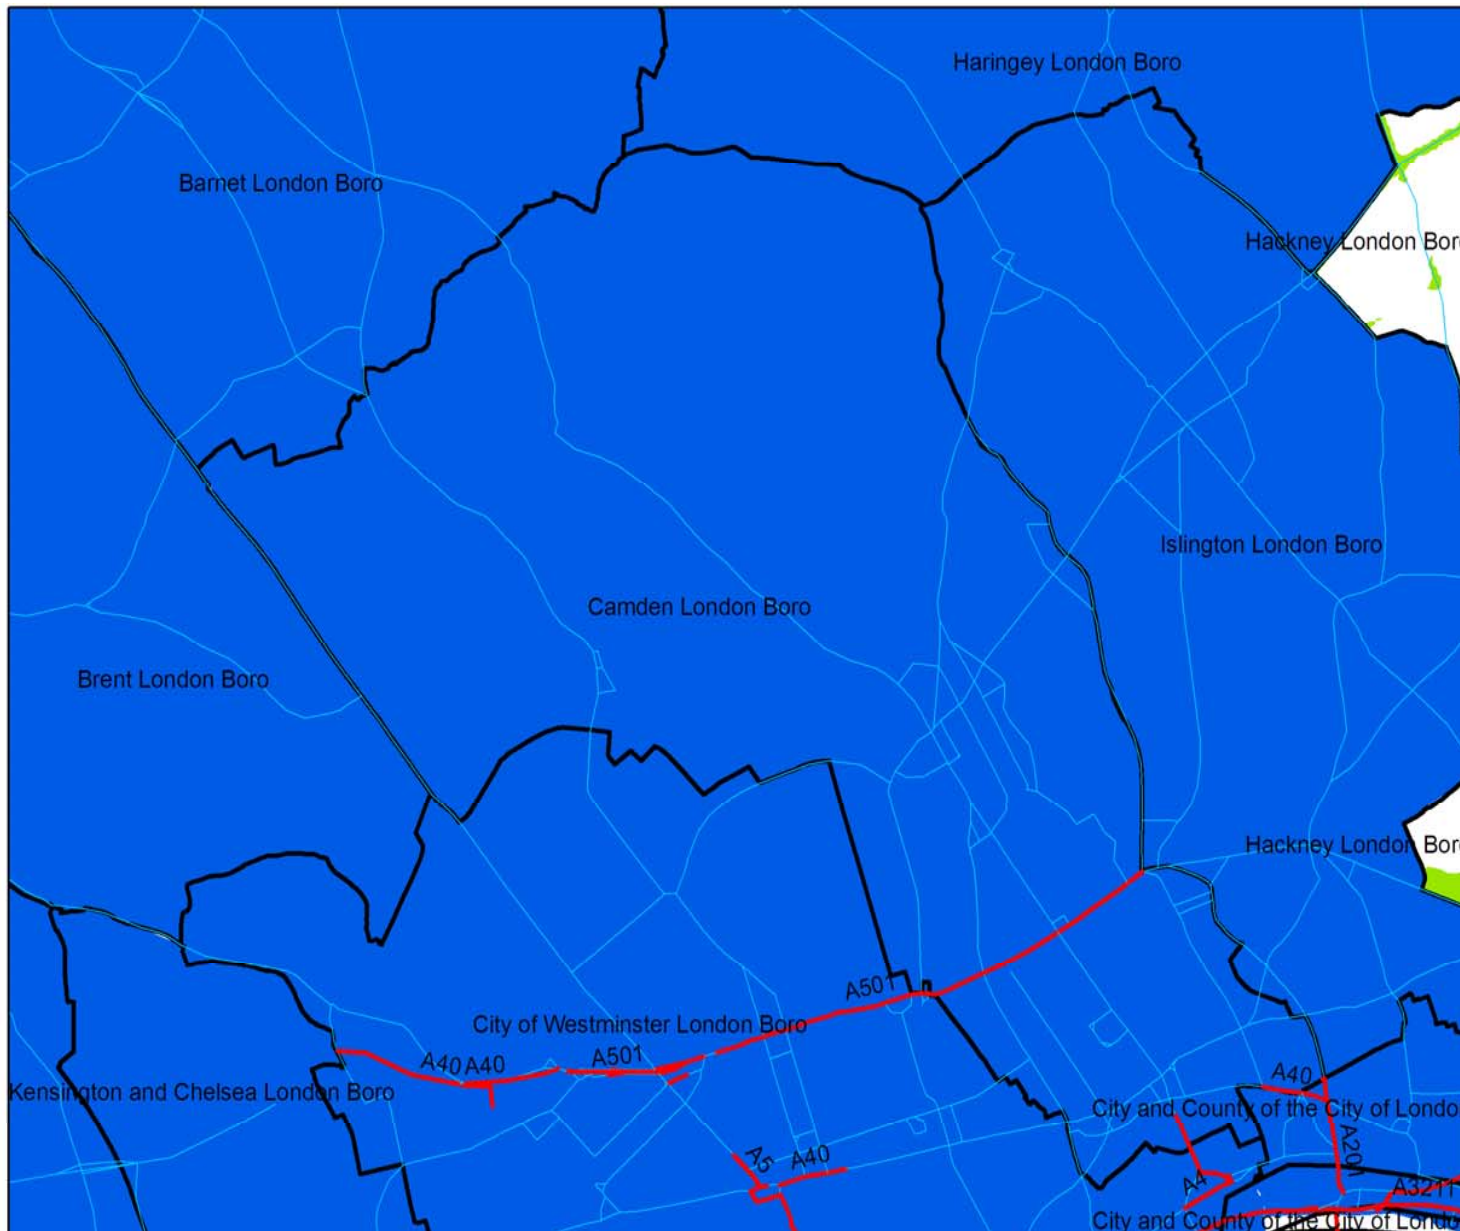 Haringey London Boro
Barnet London Boro
Hackney London Boro
Islington London Boro
Camden London Boro
Brent London Boro
Hackney London Boro
A501
City of Westminster London Boro
A501
A40 A40
Kensington and Chelsea London Boro
A40
City and County of the City of Londo
A201
A5
A40
A4
A3211
City and County of the City of Londo